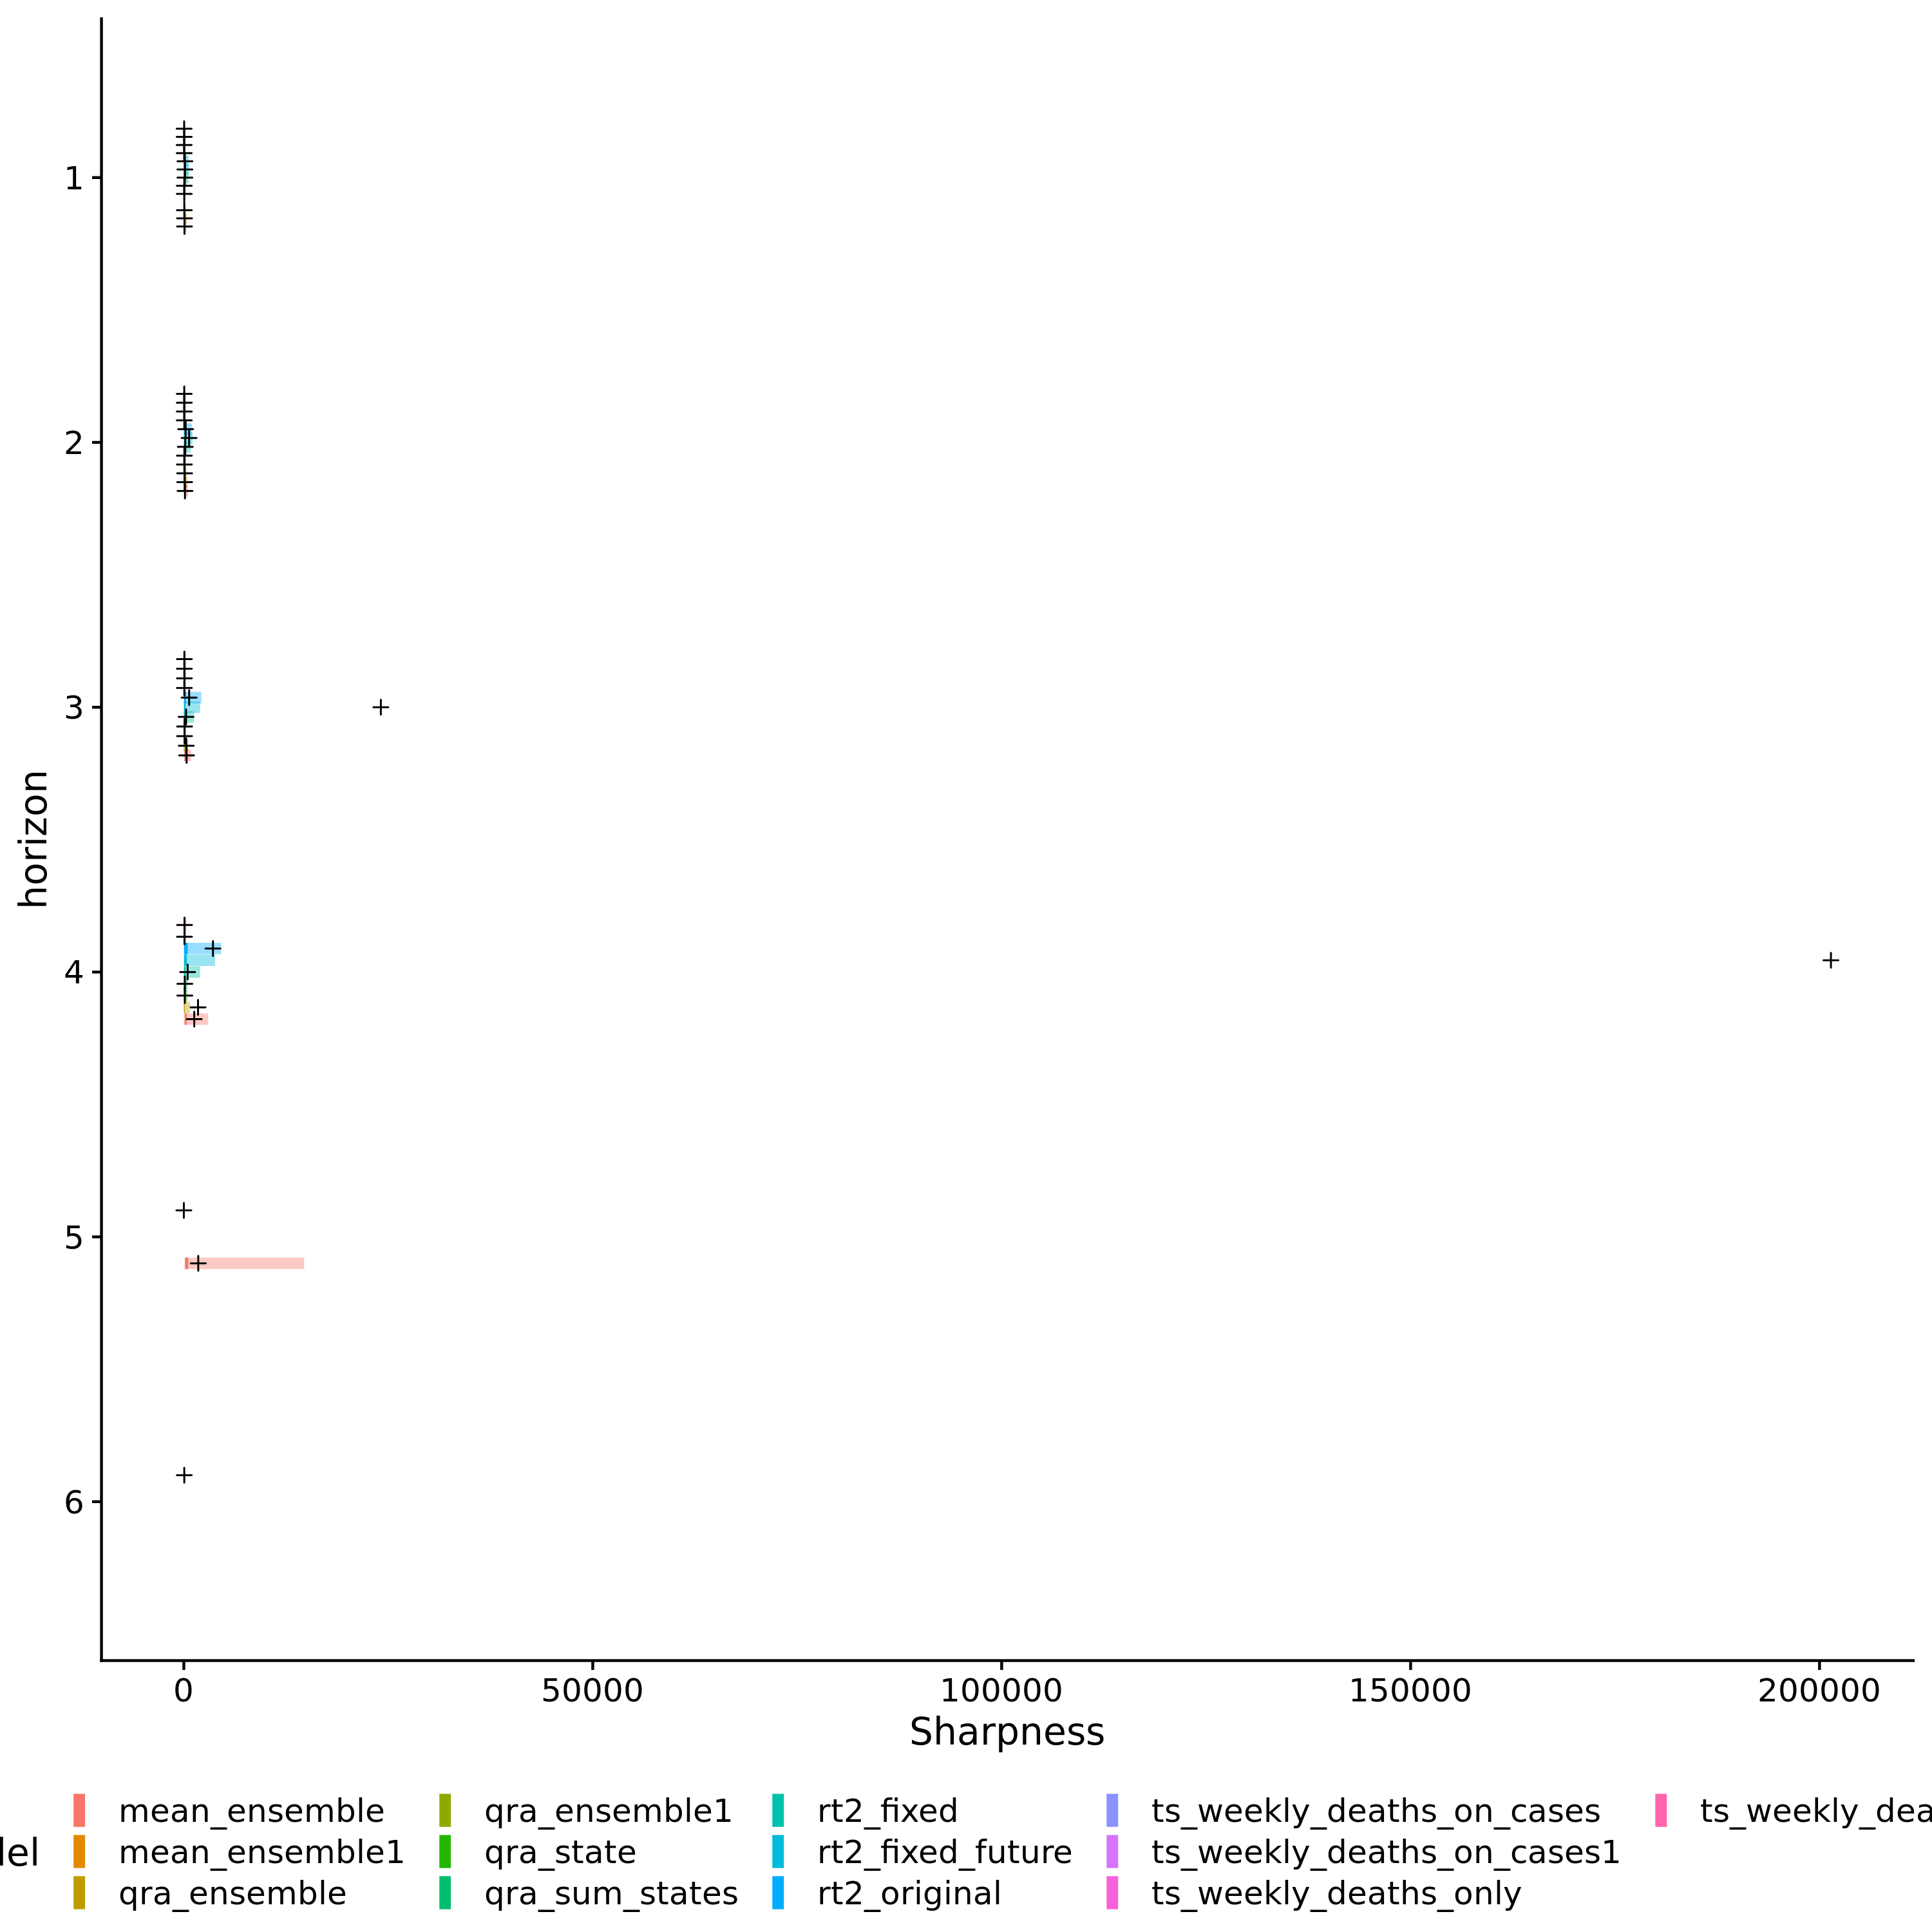 horizon
1
2
3
4
5
6
0 50000 100000 150000 200000
Sharpness
mean_ensemble qra_ensemble1 rt2_fixed ts_weekly_deaths_on_cases
mean_ensemble1 qra_state rt2_fixed_future ts_weekly_deaths_on_cases1
qra_ensemble qra_sum_states rt2_original ts_weekly_deaths_only